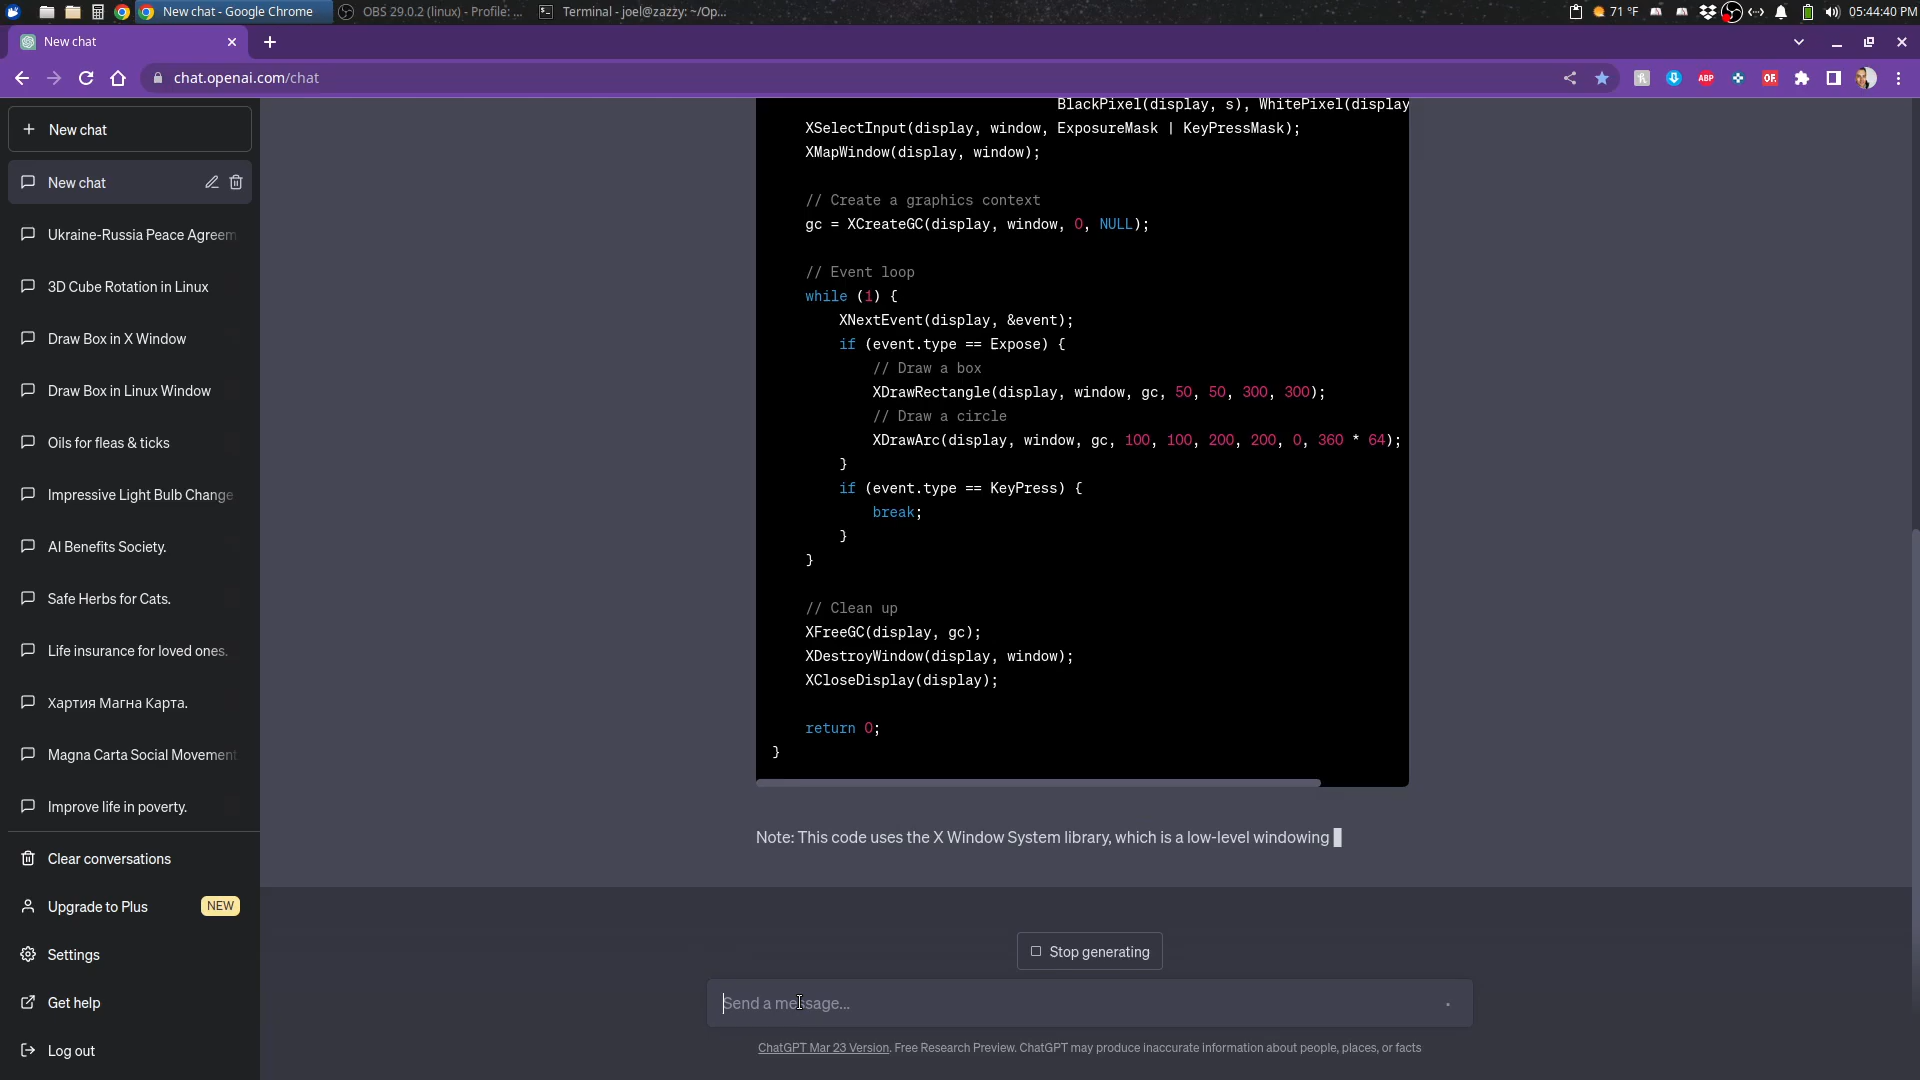 New chat - Google Chrome
OBS 29.0.2 (linux) - Profile: ...
Terminal - joel@zazzy: ~/Op...
71 °F
05:44:40 PM
New chat
chat.openai.com/chat
ABP
OF.
New chat
New chat
Ukraine-Russia Peace Agreem
3D Cube Rotation in Linux
Draw Box in X Window
Draw Box in Linux Window
Oils for fleas & ticks
Impressive Light Bulb Change
AI Benefits Society.
Safe Herbs for Cats.
Life insurance for loved ones.
Хартия Магна Карта.
Magna Carta Social Movement
Improve life in poverty.
Clear conversations
Upgrade to Plus NEW
Settings
Get help
Log out
BlackPixel(display, s), WhitePixel(display
XSelectInput(display, window, ExposureMask | KeyPressMask);
XMapWindow(display, window);
// Create a graphics context
gc = XCreateGC(display, window, 0, NULL);
// Event loop
while (1) {
XNextEvent(display, &event);
if (event.type == Expose) {
// Draw a box
XDrawRectangle(display, window, gc, 50, 50, 300, 300);
// Draw a circle
XDrawArc(display, window, gc, 100, 100, 200, 200, 0, 360 * 64);
}
if (event.type == KeyPress) {
break;
}
}
// Clean up
XFreeGC(display, gc);
XDestroyWindow(display, window);
XCloseDisplay(display);
return 0;
}
Note: This code uses the X Window System library, which is a low-level windowing
Stop generating
Send a message...
ChatGPT Mar 23 Version. Free Research Preview. ChatGPT may produce inaccurate information about people, places, or facts